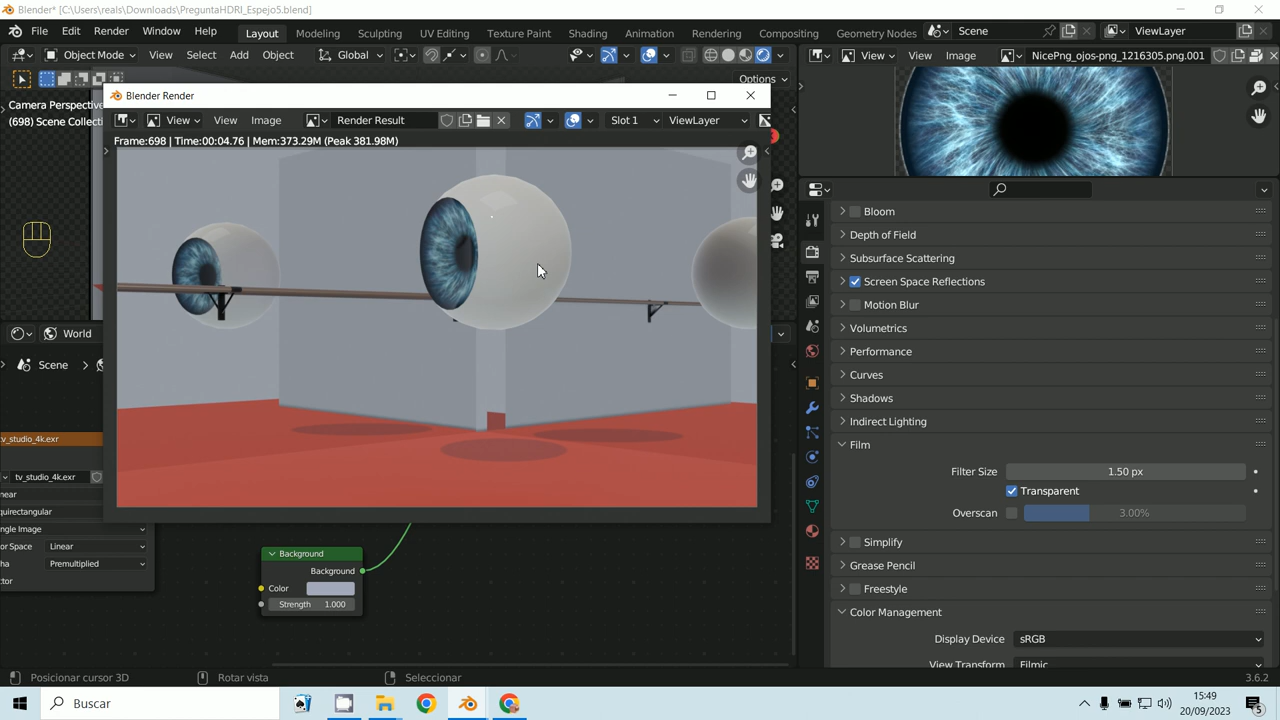 Blender* [C:\Users\reals\Downloads\PreguntaHDRI_Espejo5.blend]
File Edit Render Window Help Layout Modeling Sculpting UV Editing Texture Paint Shading Animation Rendering Compositing Geometry Nodes Scene ViewLayer
Object Mode View Select Add Object Global View View Image NicePng_ojos-png_1216305.png.001
Options
Camera Perspective
(698) Scene Collecti
Blender Render
View View Image Render Result Slot 1 ViewLayer
Frame:698 | Time:00:04.76 | Mem:373.29M (Peak 381.98M)
Bloom
Depth of Field
Subsurface Scattering
Screen Space Reflections
Motion Blur
Volumetrics
World
Performance
Scene
Curves
Shadows
Indirect Lighting
tv_studio_4k.exr
Film
Filter Size 1.50 px
tv_studio_4k.exr
Transparent
near
quirectangular
Overscan 3.00%
ngle Image
or Space Linear
Simplify
Background
ha Premultiplied
Grease Pencil
Background
ctor
Color
Freestyle
Strength 1.000
Color Management
Display Device sRGB
View Transform Filmic
Posicionar cursor 3D Rotar vista Seleccionar 3.6.2
Buscar
15:49
20/09/2023
5